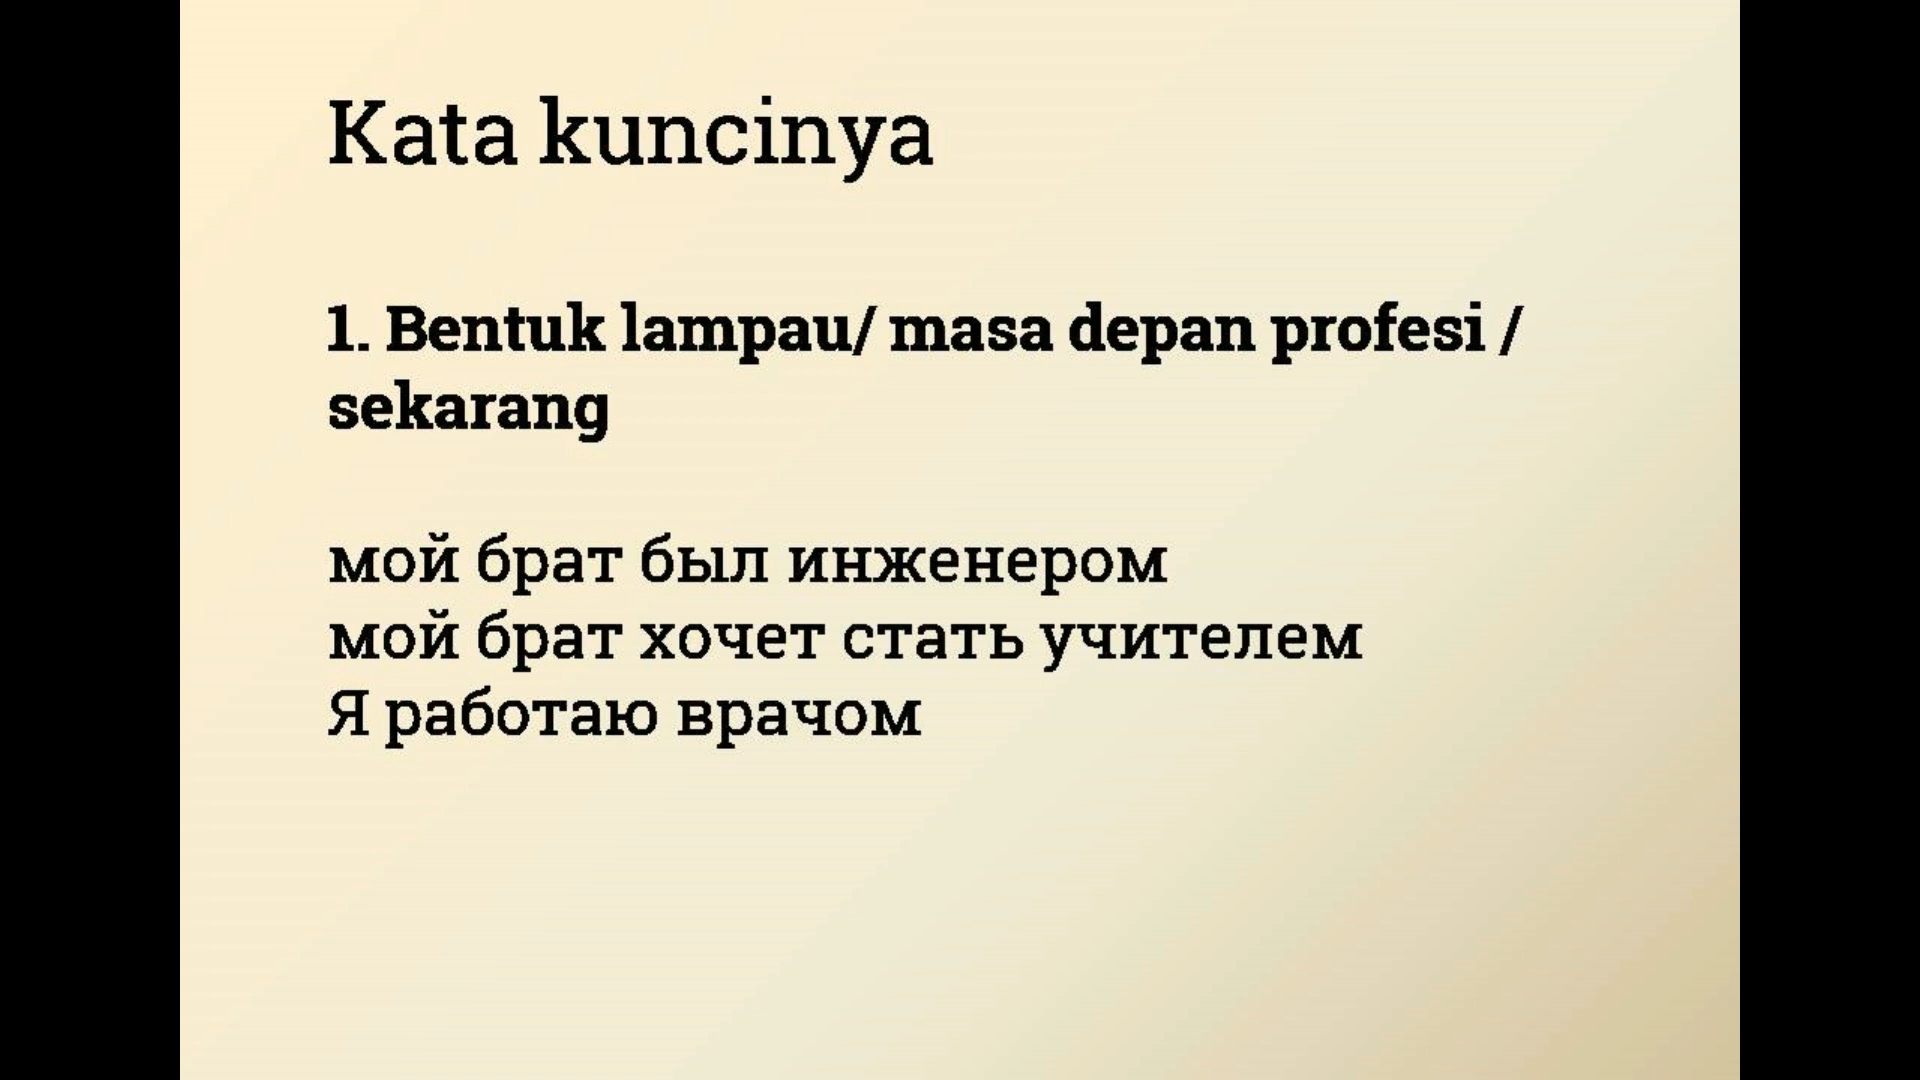 Kata kuncinya
1. Bentuk lampau/ masa depan profesi /
sekarang
мой брат был инженером
мой брат хочет стать учителем
Я работаю врачом